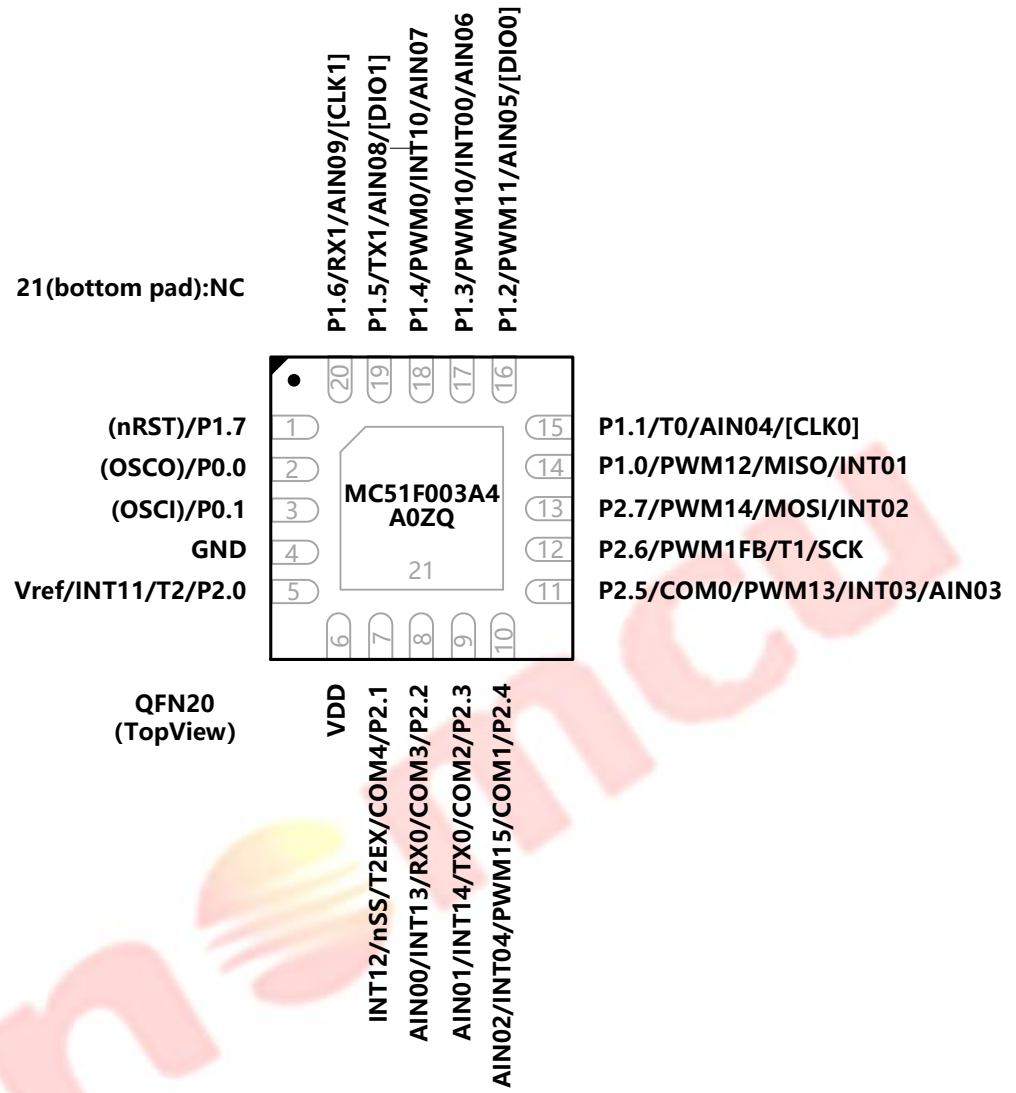 P1.6/RX1/AIN09/[CLK1]
P1.5/TX1/AIN08/[DIO1]
P1.4/PWM0/INT10/AIN07
P1.3/PWM10/INT00/AIN06
P1.2/PWM11/AIN05/[DIO0]
21(bottom pad):NC
20
19
18
17
16
(nRST)/P1.7
1
15
P1.1/T0/AIN04/[CLK0]
(OSCO)/P0.0
2
14
P1.0/PWM12/MISO/INT01
(OSCI)/P0.1
3
MC51F003A4
A0ZQ
13
P2.7/PWM14/MOSI/INT02
GND
4
12
P2.6/PWM1FB/T1/SCK
Vref/INT11/T2/P2.0
5
21
11
P2.5/COM0/PWM13/INT03/AIN03
6
7
8
9
10
QFN20
(TopView)
VDD
INT12/nSS/T2EX/COM4/P2.1
AIN00/INT13/RX0/COM3/P2.2
AIN01/INT14/TX0/COM2/P2.3
AIN02/INT04/PWM15/COM1/P2.4
mcu